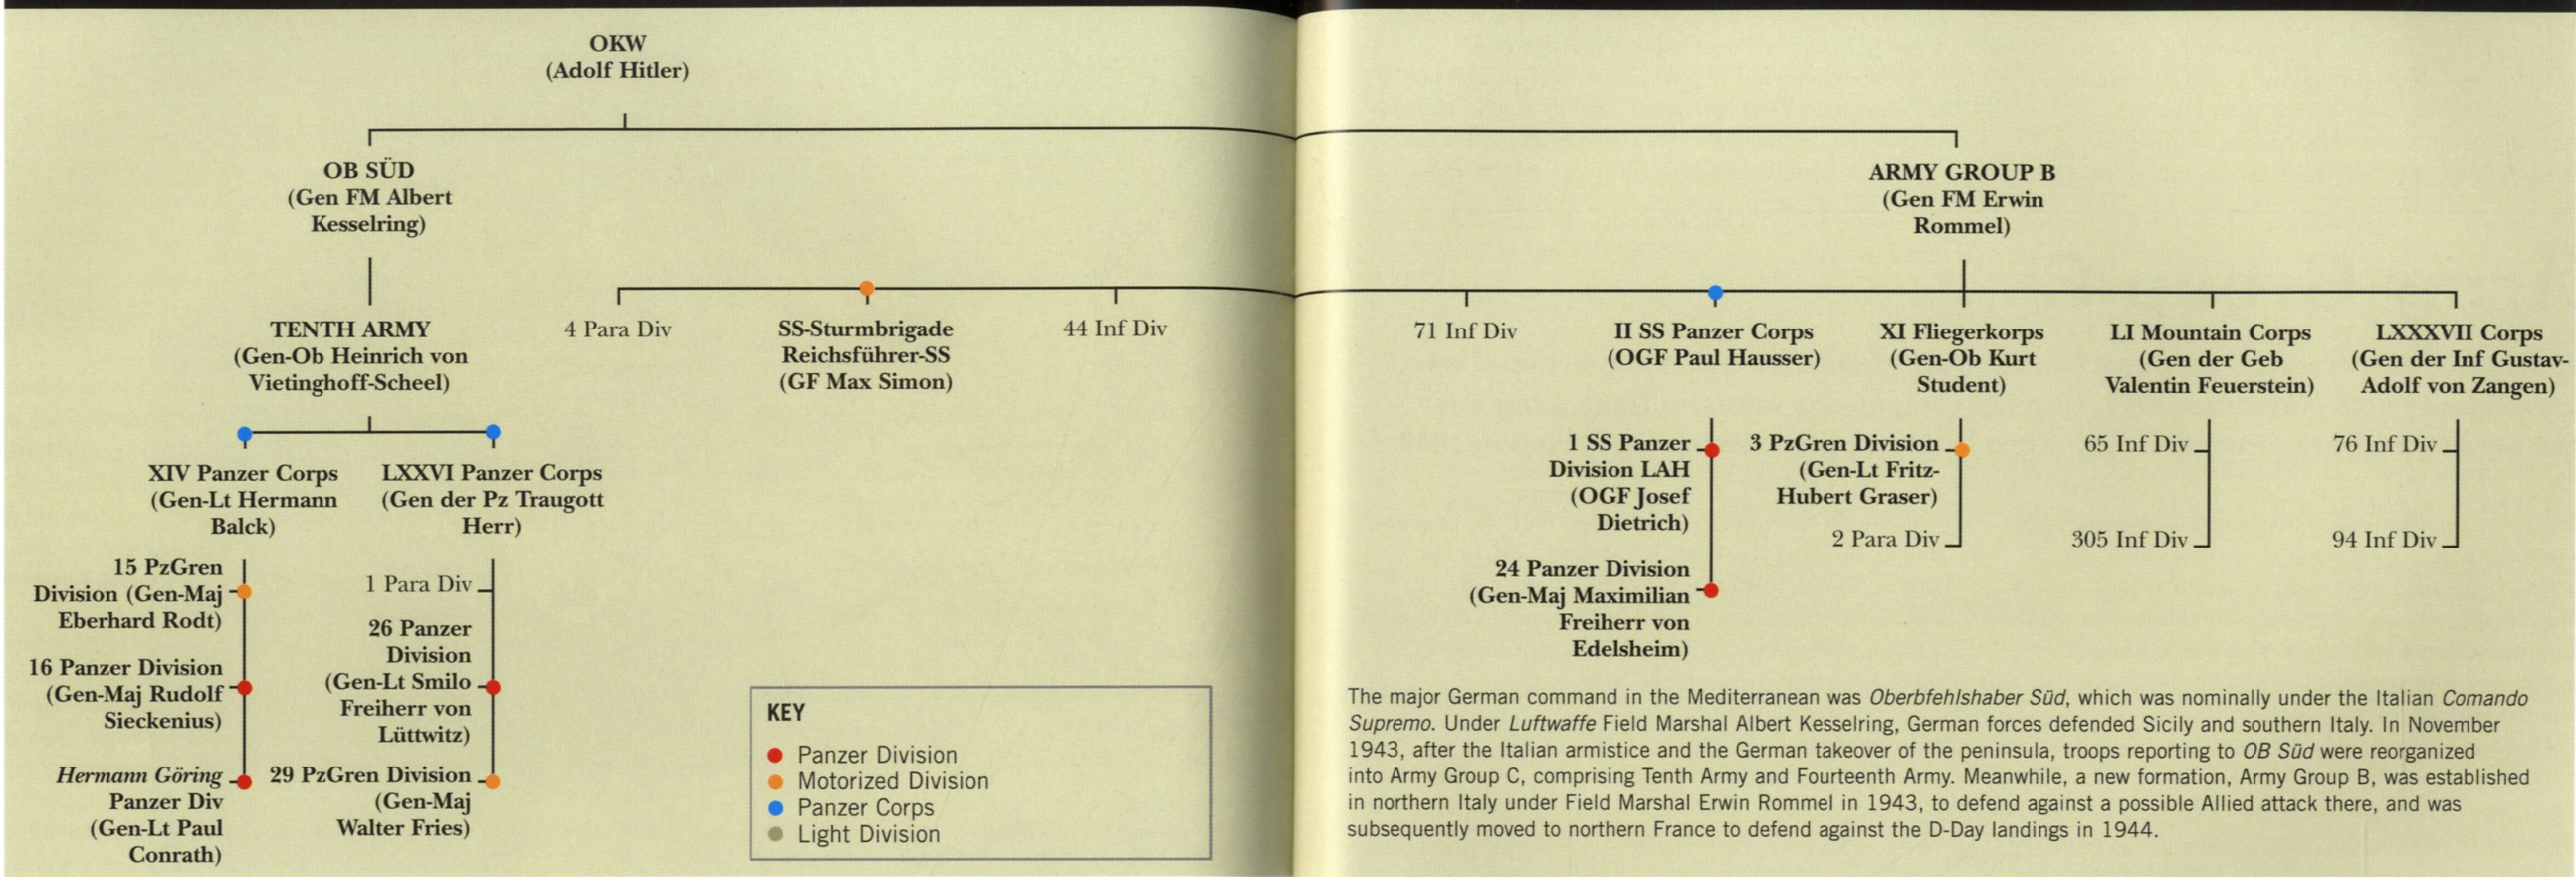 OKW
(Adolf Hitler)
OB SÜD
(Gen FM Albert
Kesselring)
ARMY GROUP B
(Gen FM Erwin
Rommel)
TENTH ARMY
(Gen-Ob Heinrich von
Vietinghoff-Scheel)
4 Para Div
SS-Sturmbrigade
Reichsführer-SS
(GF Max Simon)
44 Inf Div
71 Inf Div
II SS Panzer Corps
(OGF Paul Hausser)
XI Fliegerkorps
(Gen-Ob Kurt
Student)
LI Mountain Corps
(Gen der Geb
Valentin Feuerstein)
LXXXVII Corps
(Gen der Inf Gustav-
Adolf von Zangen)
XIV Panzer Corps
(Gen-Lt Hermann
Balck)
LXXVI Panzer Corps
(Gen der Pz Traugott
Herr)
15 PzGren
Division (Gen-Maj
Eberhard Rodt)
16 Panzer Division
(Gen-Maj Rudolf
Sieckenius)
Hermann Göring
Panzer Div
(Gen-Lt Paul
Conrath)
1 Para Div
26 Panzer
Division
(Gen-Lt Smilo
Freiherr von
Lüttwitz)
29 PzGren Division
(Gen-Maj
Walter Fries)
1 SS Panzer
Division LAH
(OGF Josef
Dietrich)
24 Panzer Division
(Gen-Maj Maximilian
Freiherr von
Edelsheim)
3 PzGren Division
(Gen-Lt Fritz-
Hubert Graser)
2 Para Div
65 Inf Div
305 Inf Div
76 Inf Div
94 Inf Div
KEY
Panzer Division
Motorized Division
Panzer Corps
Light Division
The major German command in the Mediterranean was Oberbfehlshaber Süd, which was nominally under the Italian Comando
Supremo. Under Luftwaffe Field Marshal Albert Kesselring, German forces defended Sicily and southern Italy. In November
1943, after the Italian armistice and the German takeover of the peninsula, troops reporting to OB Süd were reorganized
into Army Group C, comprising Tenth Army and Fourteenth Army. Meanwhile, a new formation, Army Group B, was established
in northern Italy under Field Marshal Erwin Rommel in 1943, to defend against a possible Allied attack there, and was
subsequently moved to northern France to defend against the D-Day landings in 1944.